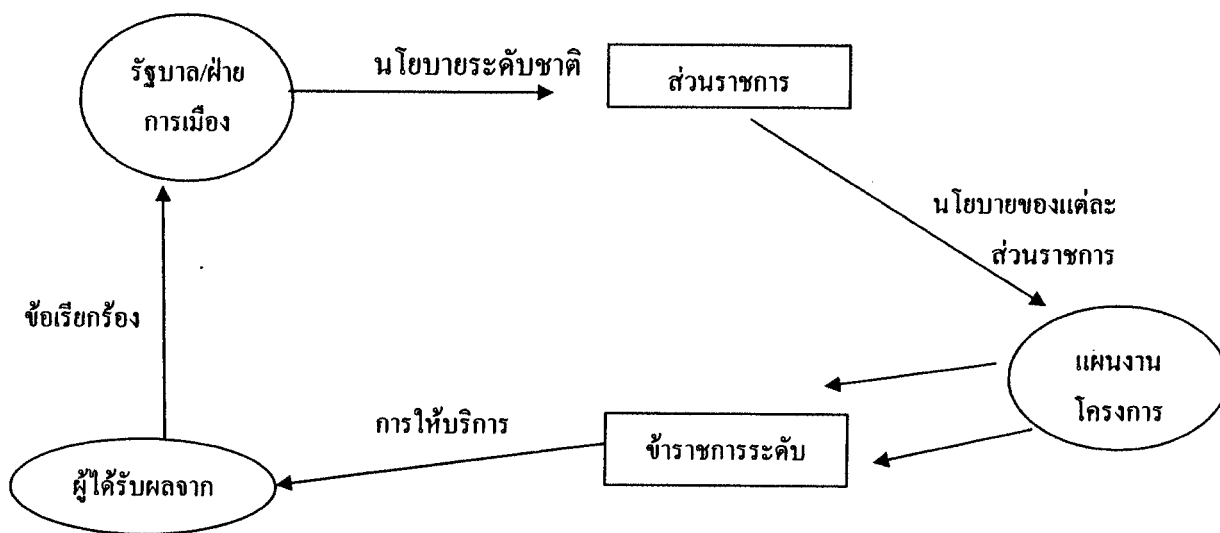 รัฐบาล/ฝ่าย
การเมือง
นโยบายระดับชาติ
ส่วนราชการ
นโยบายของแต่ละ
ส่วนราชการ
ข้อเรียกร้อง
แผนงาน
โครงการ
การให้บริการ
ข้าราชการระดับ
ผู้ได้รับผลจาก